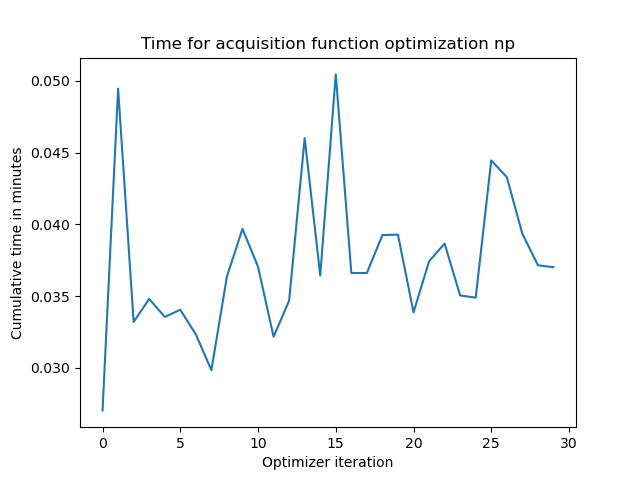 Time for acquisition function optimization np
Cumulative time in minutes
0.050
0.045
0.040
0.035
0.030
0 5 10 15 20 25 30
Optimizer iteration